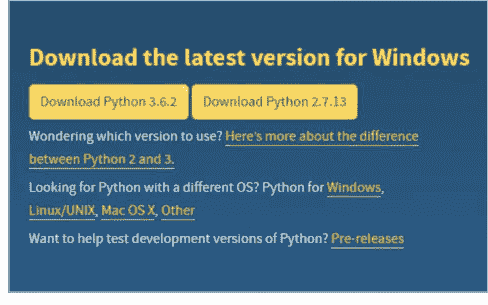 Download the latest version for Windows
Download Python 3.6.2 Download Python 2.7.13
Wondering which version to use? Here's more about the difference
between Python 2 and 3.
Looking for Python with a different OS? Python for Windows,
Linux/UNIX, Mac OS X, Other
Want to help test development versions of Python? Pre-releases